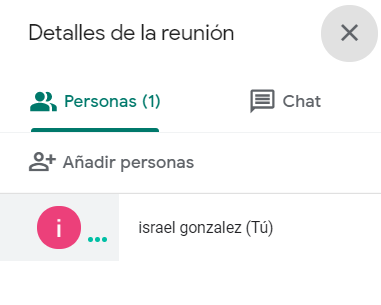 Detalles de la reunión
Personas (1)
Chat
Añadir personas
i
israel gonzalez (Tú)